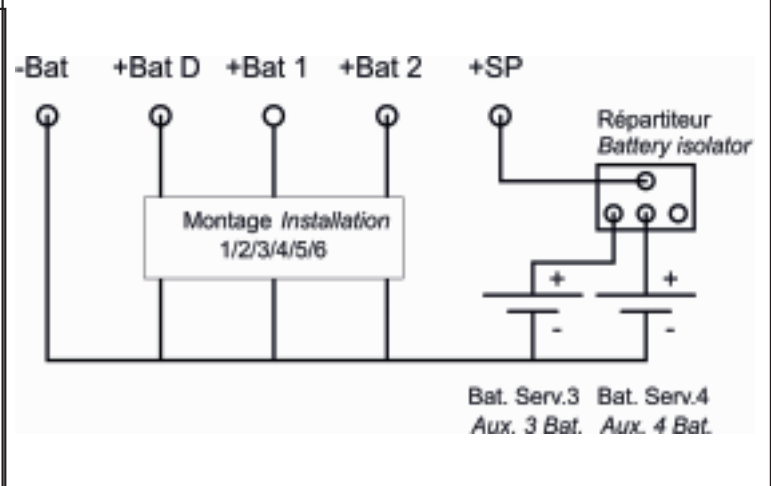 -Bat +Bat D +Bat 1 +Bat 2 +SP
Répartiteur
Battery isolator
Montage Installation
1/2/3/4/5/6
+ +
- -
Bat. Serv.3 Bat. Serv.4
Aux. 3 Bat. Aux. 4 Bat.